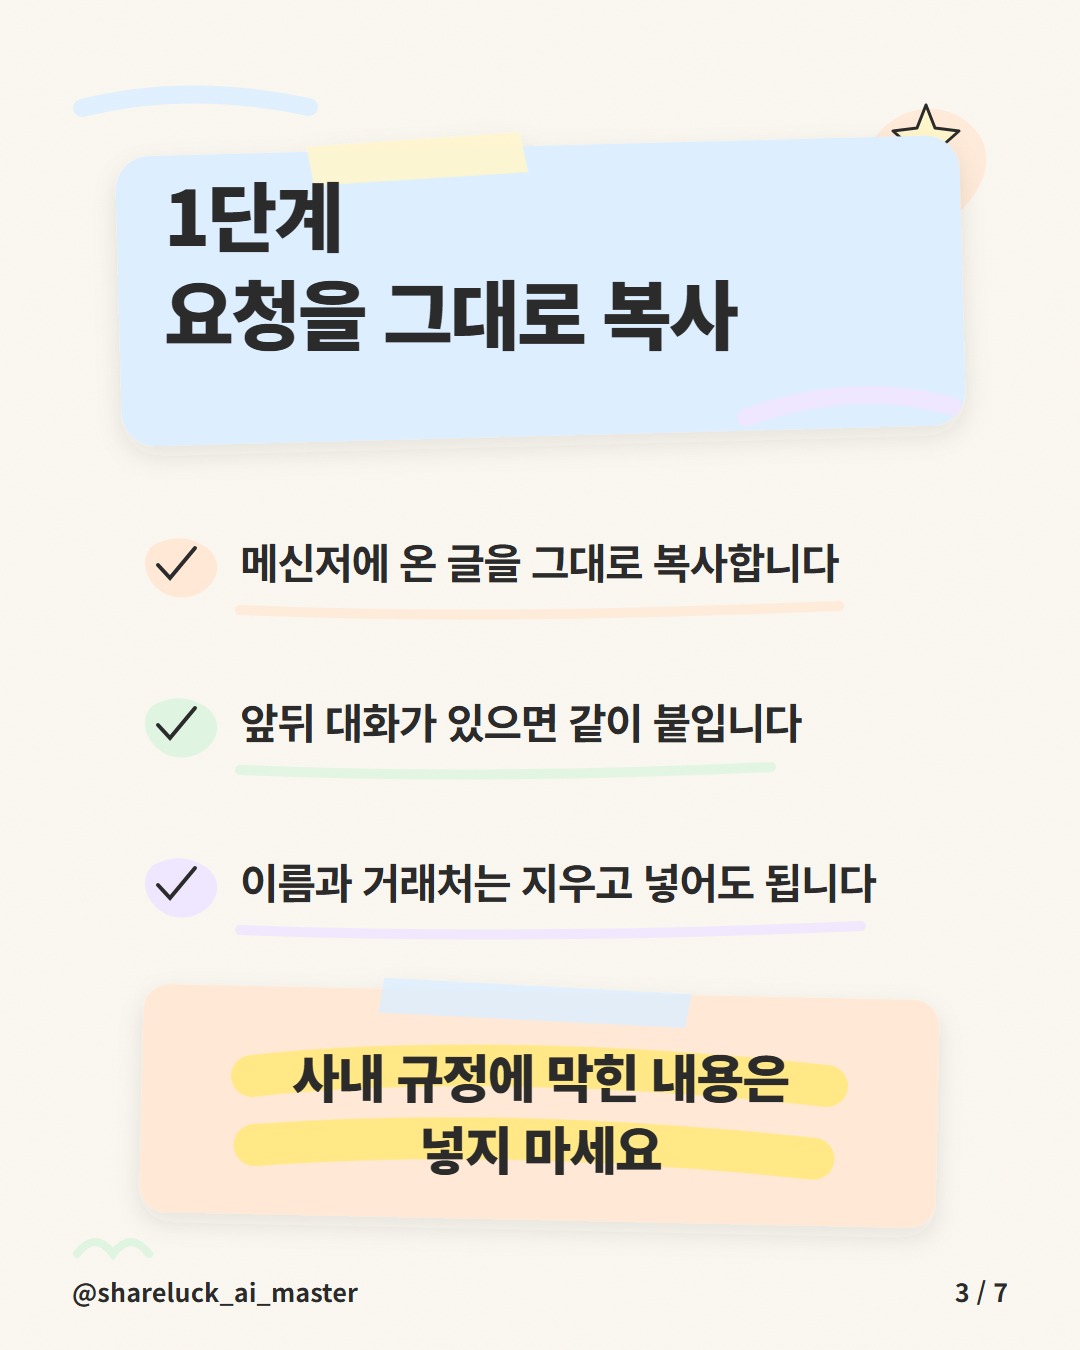 1단계
요청을 그대로 복사
메신저에 온 글을 그대로 복사합니다
앞뒤 대화가 있으면 같이 붙입니다
이름과 거래처는 지우고 넣어도 됩니다
사내 규정에 막힌 내용은
넣지 마세요
@shareluck_ai_master
3 / 7